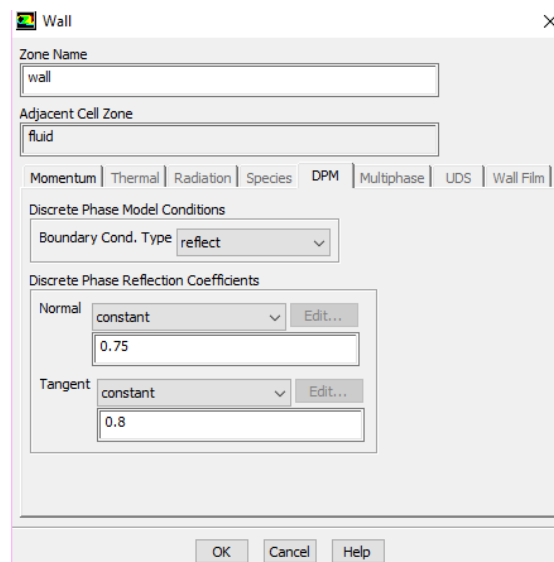 Wall
Zone Name
wall
Adjacent Cell Zone
fluid
Momentum Thermal Radiation Species DPM Multiphase UDS Wall Film
Discrete Phase Model Conditions
Boundary Cond. Type reflect
Discrete Phase Reflection Coefficients
Normal constant Edit...
0.75
Tangent constant Edit...
0.8
OK Cancel Help